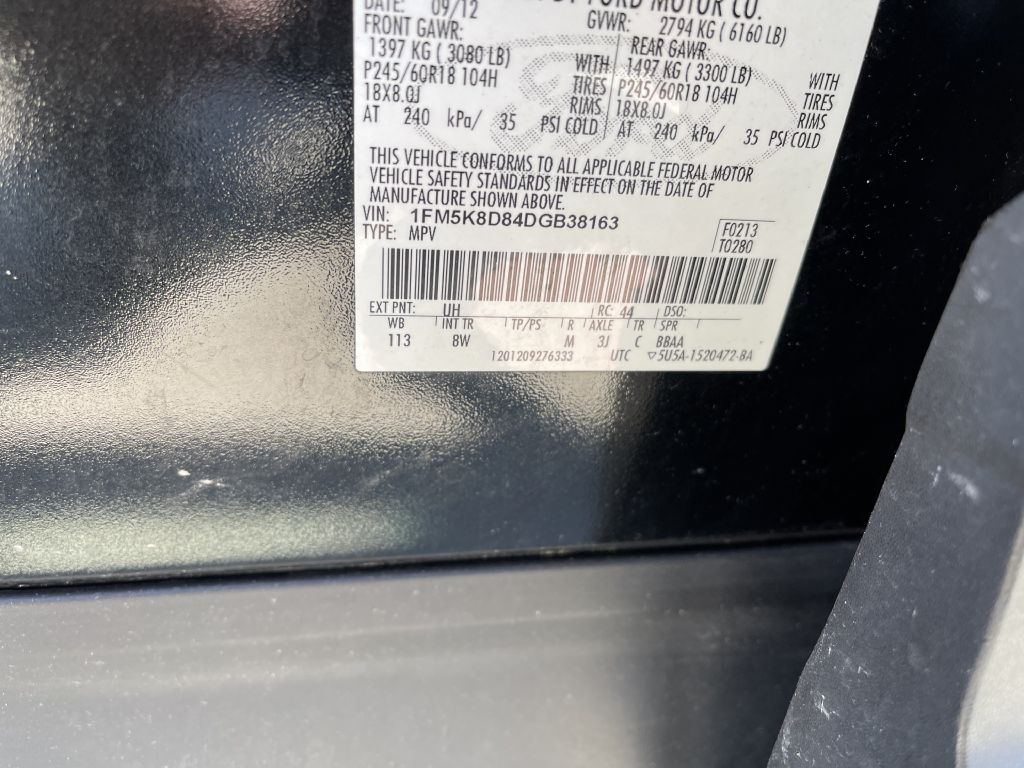 DATE: 09/12
FORD MOTOR CO.
GVWR: 2794 KG ( 6160 LB)
FRONT GAWR:
1397 KG ( 3080 LB)
P245/60R18 104H
18X8.0J
AT 240 kPa/ 35 PSI COLD
WITH
TIRES
RIMS
REAR GAWR:
1497 KG ( 3300 LB)
P245/60R18 104H
18X8.0J
AT 240 kPa/ 35 PSI COLD
WITH
TIRES
RIMS
THIS VEHICLE CONFORMS TO ALL APPLICABLE FEDERAL MOTOR
VEHICLE SAFETY STANDARDS IN EFFECT ON THE DATE OF
MANUFACTURE SHOWN ABOVE.
VIN: 1FM5K8D84DGB38163
TYPE: MPV
F0213
T0280
EXT PNT: UH RC: 44 DSO:
WB INT TR TP/PS R AXLE TR SPR
113 8W M 3J C BBAA
1201209276333 UTC ▽5U5A-1520472-BA